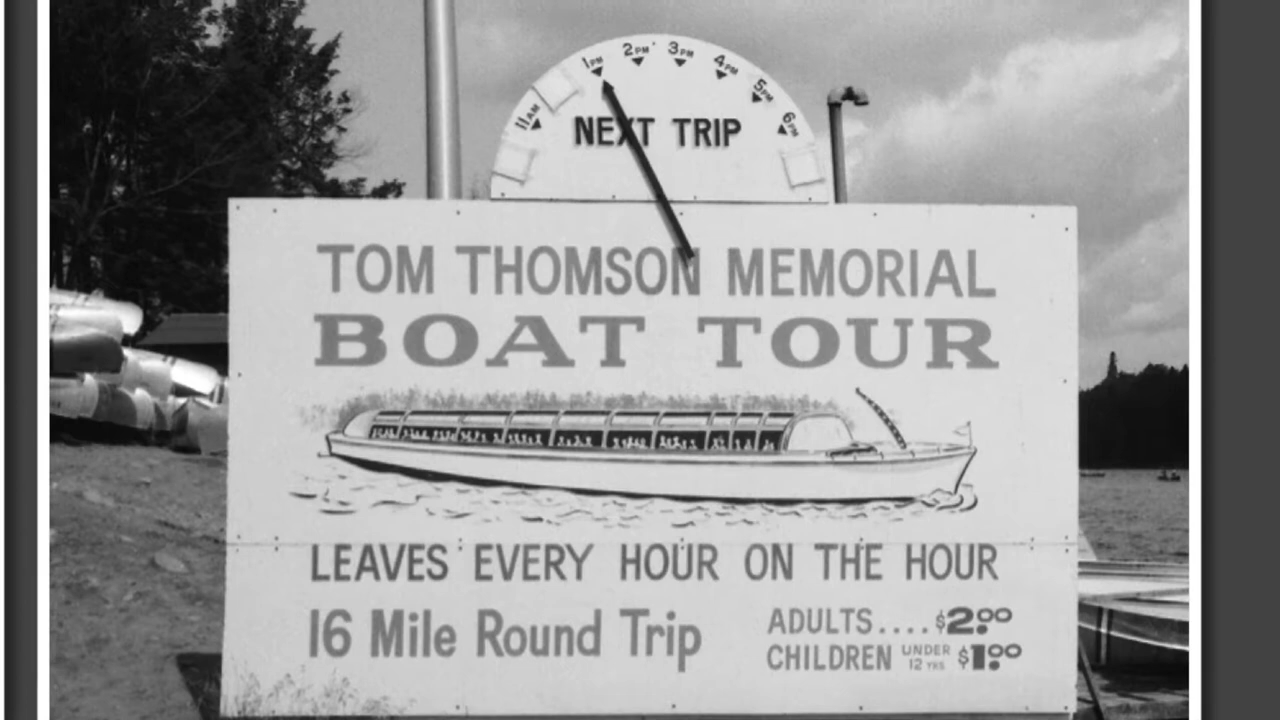 11AM 1PM 2PM 3PM 4PM 5PM 6PM
NEXT TRIP
TOM THOMSON MEMORIAL
BOAT TOUR
LEAVES EVERY HOUR ON THE HOUR
16 Mile Round Trip
ADULTS....$2.00
CHILDREN UNDER 12 YRS $1.00